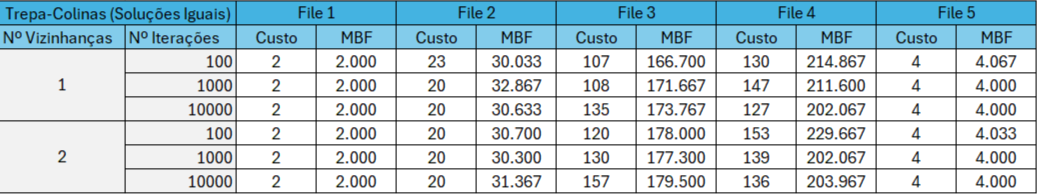 Trepa-Colinas (Soluções Iguais) File 1 File 2 File 3 File 4 File 5
Nº Vizinhanças Nº Iterações Custo MBF Custo MBF Custo MBF Custo MBF Custo MBF
100 2 2.000 23 30.033 107 166.700 130 214.867 4 4.067
1 1000 2 2.000 20 32.867 108 171.667 147 211.600 4 4.000
10000 2 2.000 20 30.633 135 173.767 127 202.067 4 4.000
100 2 2.000 20 30.700 120 178.000 153 229.667 4 4.033
2 1000 2 2.000 20 30.300 130 177.300 139 202.067 4 4.000
10000 2 2.000 20 31.367 157 179.500 136 203.967 4 4.000